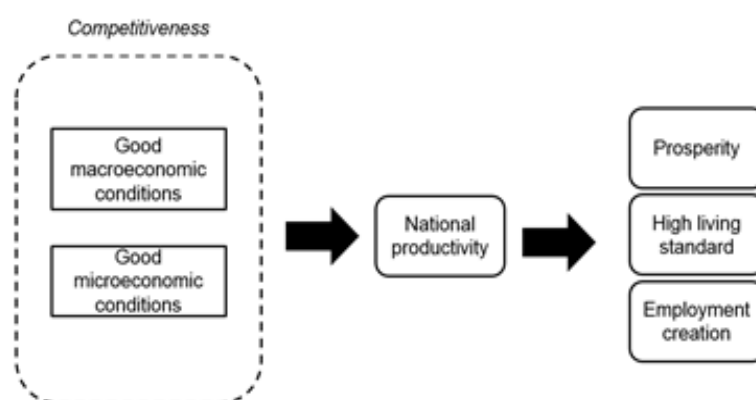 Competitiveness
Good
macroeconomic
conditions
Good
microeconomic
conditions
National
productivity
Prosperity
High living
standard
Employment
creation